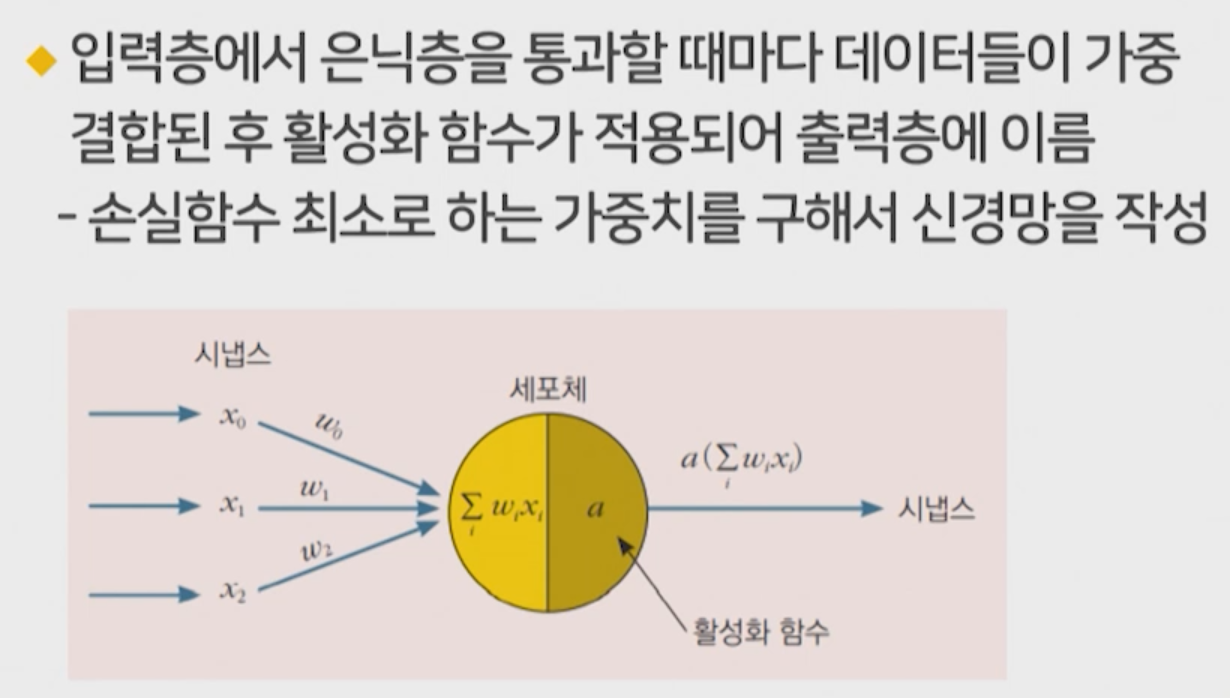 ◆ 입력층에서 은닉층을 통과할 때마다 데이터들이 가중
결합된 후 활성화 함수가 적용되어 출력층에 이름
- 손실함수 최소로 하는 가중치를 구해서 신경망을 작성
시냅스
세포체
x₀ w₀
a(∑ᵢ wᵢxᵢ)
x₁ w₁
∑ᵢ wᵢxᵢ a
시냅스
w₂
x₂
활성화 함수